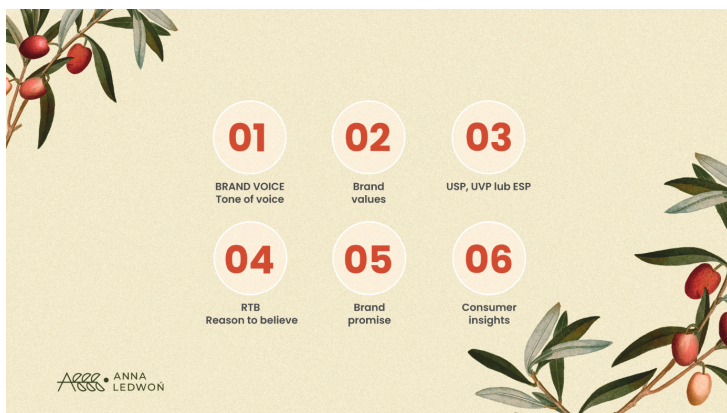 01
BRAND VOICE
Tone of voice
02
Brand
values
03
USP, UVP lub ESP
04
RTB
Reason to believe
05
Brand
promise
06
Consumer
insights
ANNA
LEDWOŃ